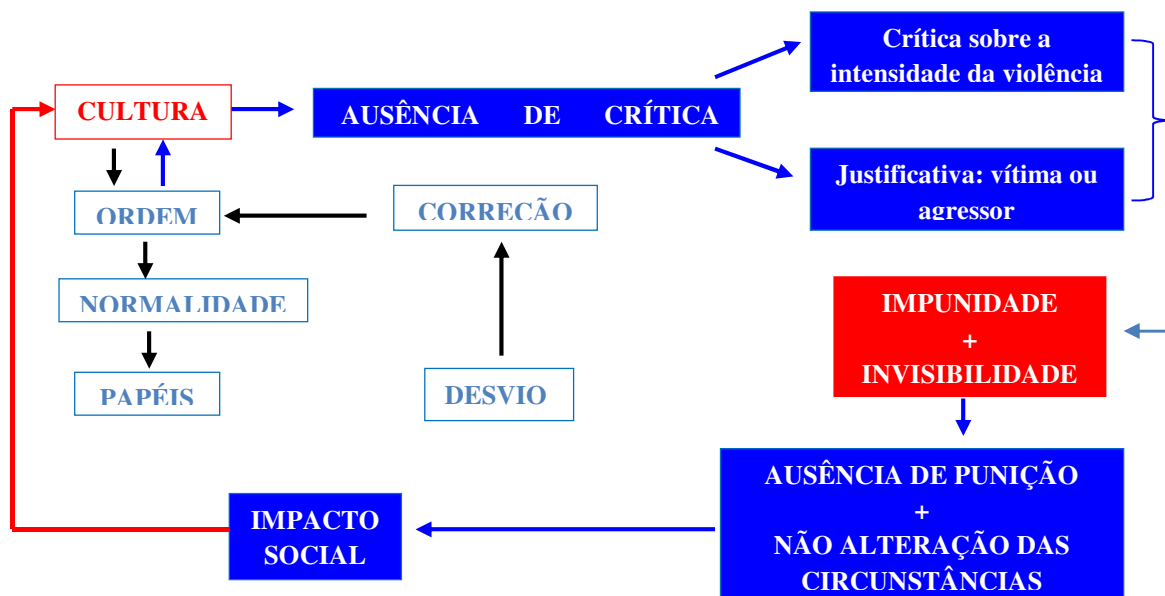 Crítica sobre a
intensidade da violência
CULTURA
AUSÊNCIA DE CRÍTICA
Justificativa: vítima ou
agressor
ORDEM
CORREÇÃO
NORMALIDADE
IMPUNIDADE
+
INVISIBILIDADE
PAPÉIS
DESVIO
AUSÊNCIA DE PUNIÇÃO
+
NÃO ALTERAÇÃO DAS
CIRCUNSTÂNCIAS
IMPACTO
SOCIAL